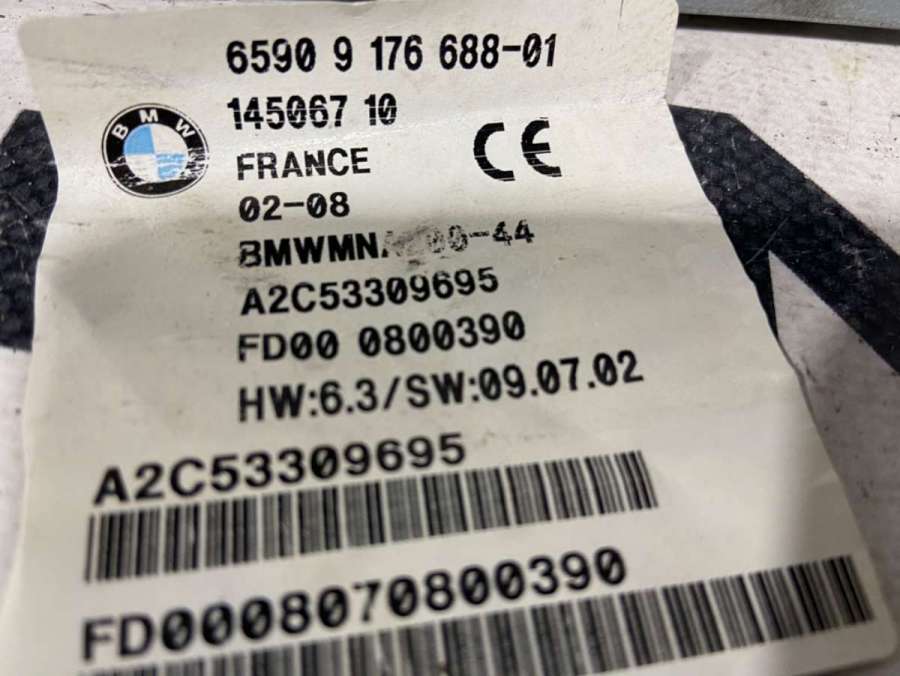 6590 9 176 688-01
145067 10
BMW
FRANCE
CE
02-08
A2C53309695
FD00 0800390
HW:6.3/SW:09.07.02
A2C53309695
FD0008070800390